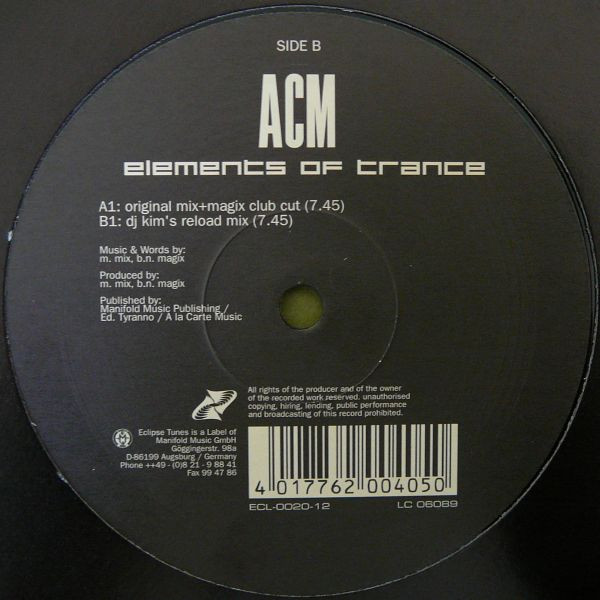 SIDE B
ACM
elements of trance
A1: original mix+magix club cut (7.45)
B1: dj kim's reload mix (7.45)
Music & Words by:
m. mix, b.n. magix
Produced by:
m. mix, b.n. magix
Published by:
Manifold Music Publishing /
Ed. Tyranno / A la Carte Music
All rights of the producer and of the owner
of the recorded work reserved. unauthorised
copying, hiring, lending, public performance
and broadcasting of this record prohibited.
Eclipse Tunes is a Label of
Manifold Music GmbH
Göggingerstr. 98a
D-86199 Augsburg / Germany
Phone ++49 - (0)8 21 - 9 88 41
Fax 99 47 86
4 017762 004050
ECL-0020-12
LC 06089